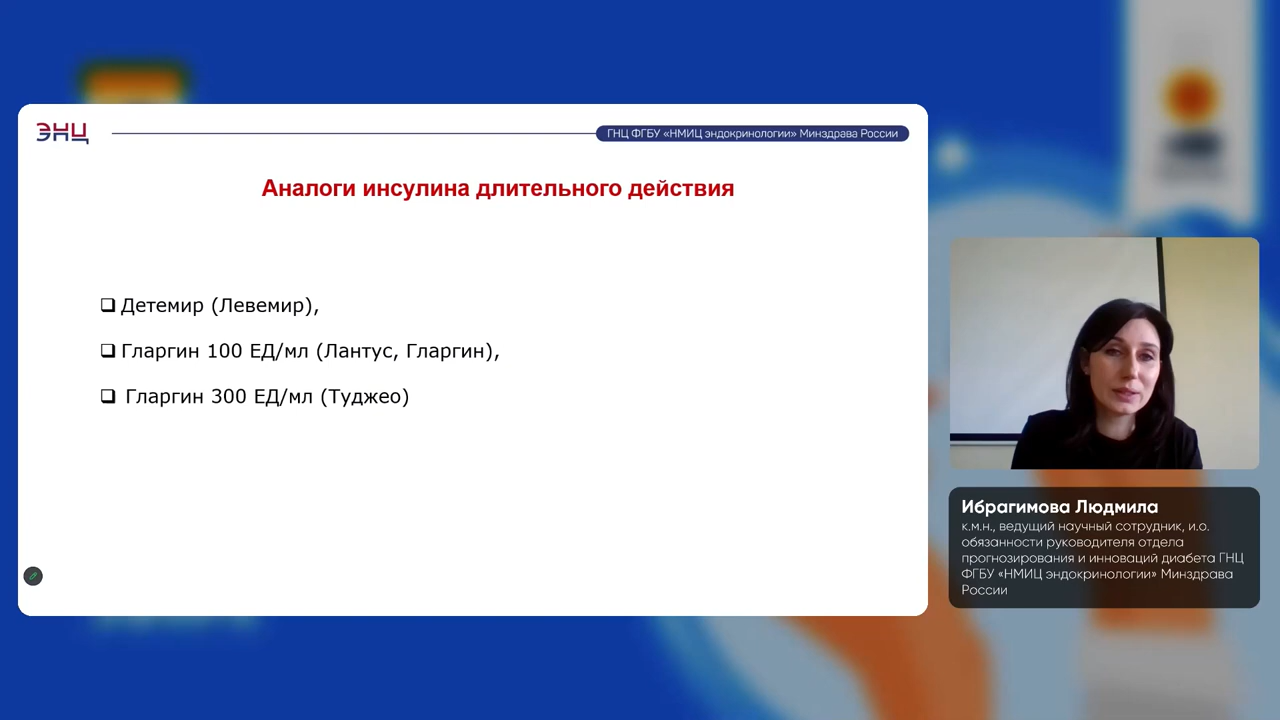 ЭНЦ
ГНЦ ФГБУ «НМИЦ эндокринологии» Минздрава России
Аналоги инсулина длительного действия
❑ Детемир (Левемир),
❑ Гларгин 100 ЕД/мл (Лантус, Гларгин),
❑ Гларгин 300 ЕД/мл (Туджео)
Ибрагимова Людмила
к.м.н., ведущий научный сотрудник, и.о.
обязанности руководителя отдела
прогнозирования и инноваций диабета ГНЦ
ФГБУ «НМИЦ эндокринологии» Минздрава
России